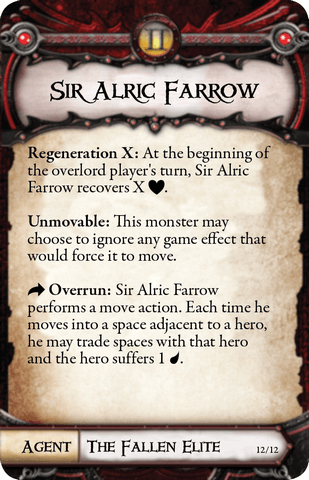 II
Sir Alric Farrow
Regeneration X: At the beginning of
the overlord player's turn, Sir Alric
Farrow recovers X ♥.
Unmovable: This monster may
choose to ignore any game effect that
would force it to move.
Overrun: Sir Alric Farrow
performs a move action. Each time he
moves into a space adjacent to a hero,
he may trade spaces with that hero
and the hero suffers 1 .
Agent The Fallen Elite 12/12